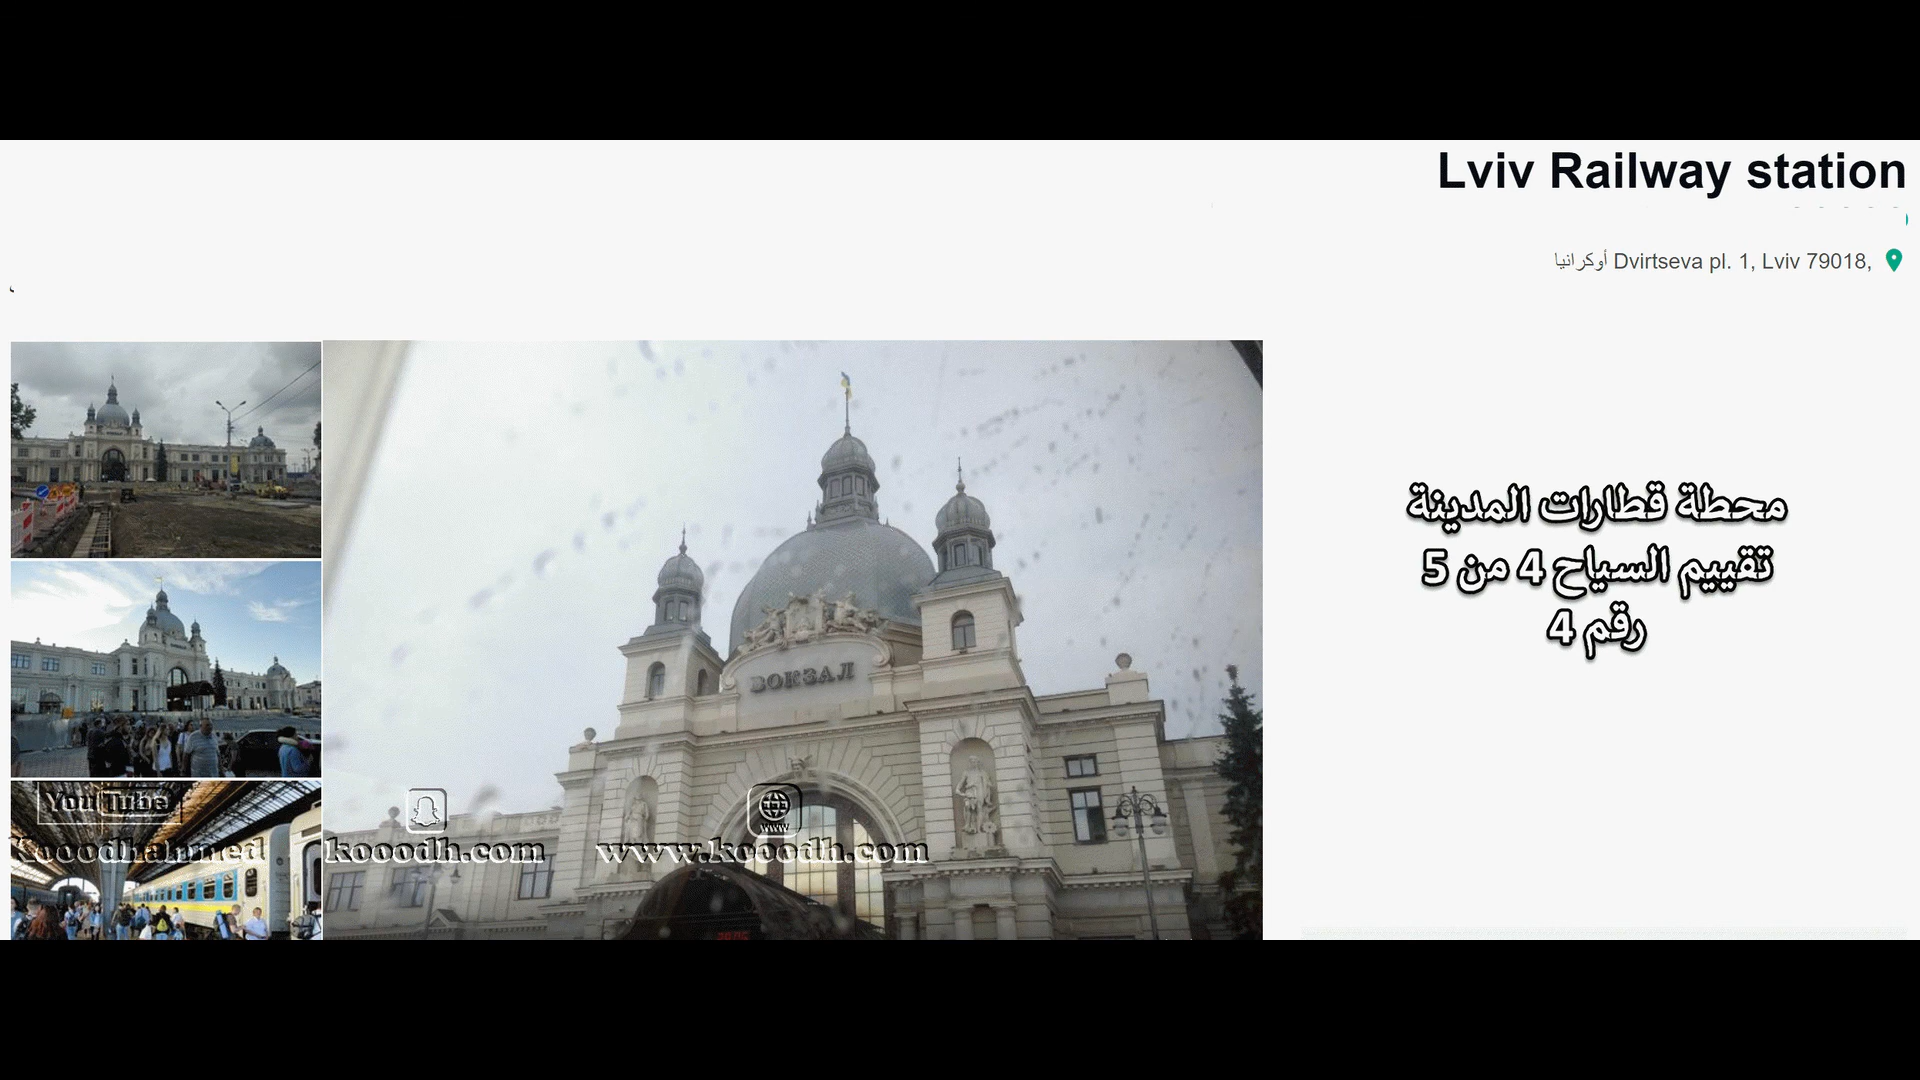 Lviv Railway station
Dvirtseva pl. 1, Lviv 79018, أوكرانيا
محطة قطارات المدينة
تقييم السياح 4 من 5
رقم 4
ВОКЗАЛ
YouTube
Kooodhahmed
kooodh.com
www
www.kooodh.com